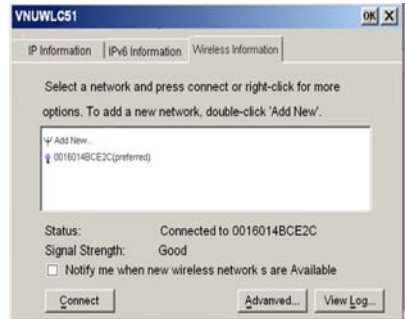 VNUWLC51 OK X
IP Information IPv6 Information Wireless Information
Select a network and press connect or right-click for more
options. To add a new network, double-click 'Add New'.
Add New...
0016014BCE2C(preferred)
Status: Connected to 0016014BCE2C
Signal Strength: Good
Notify me when new wireless network s are Available
Connect Advanred... View Log...